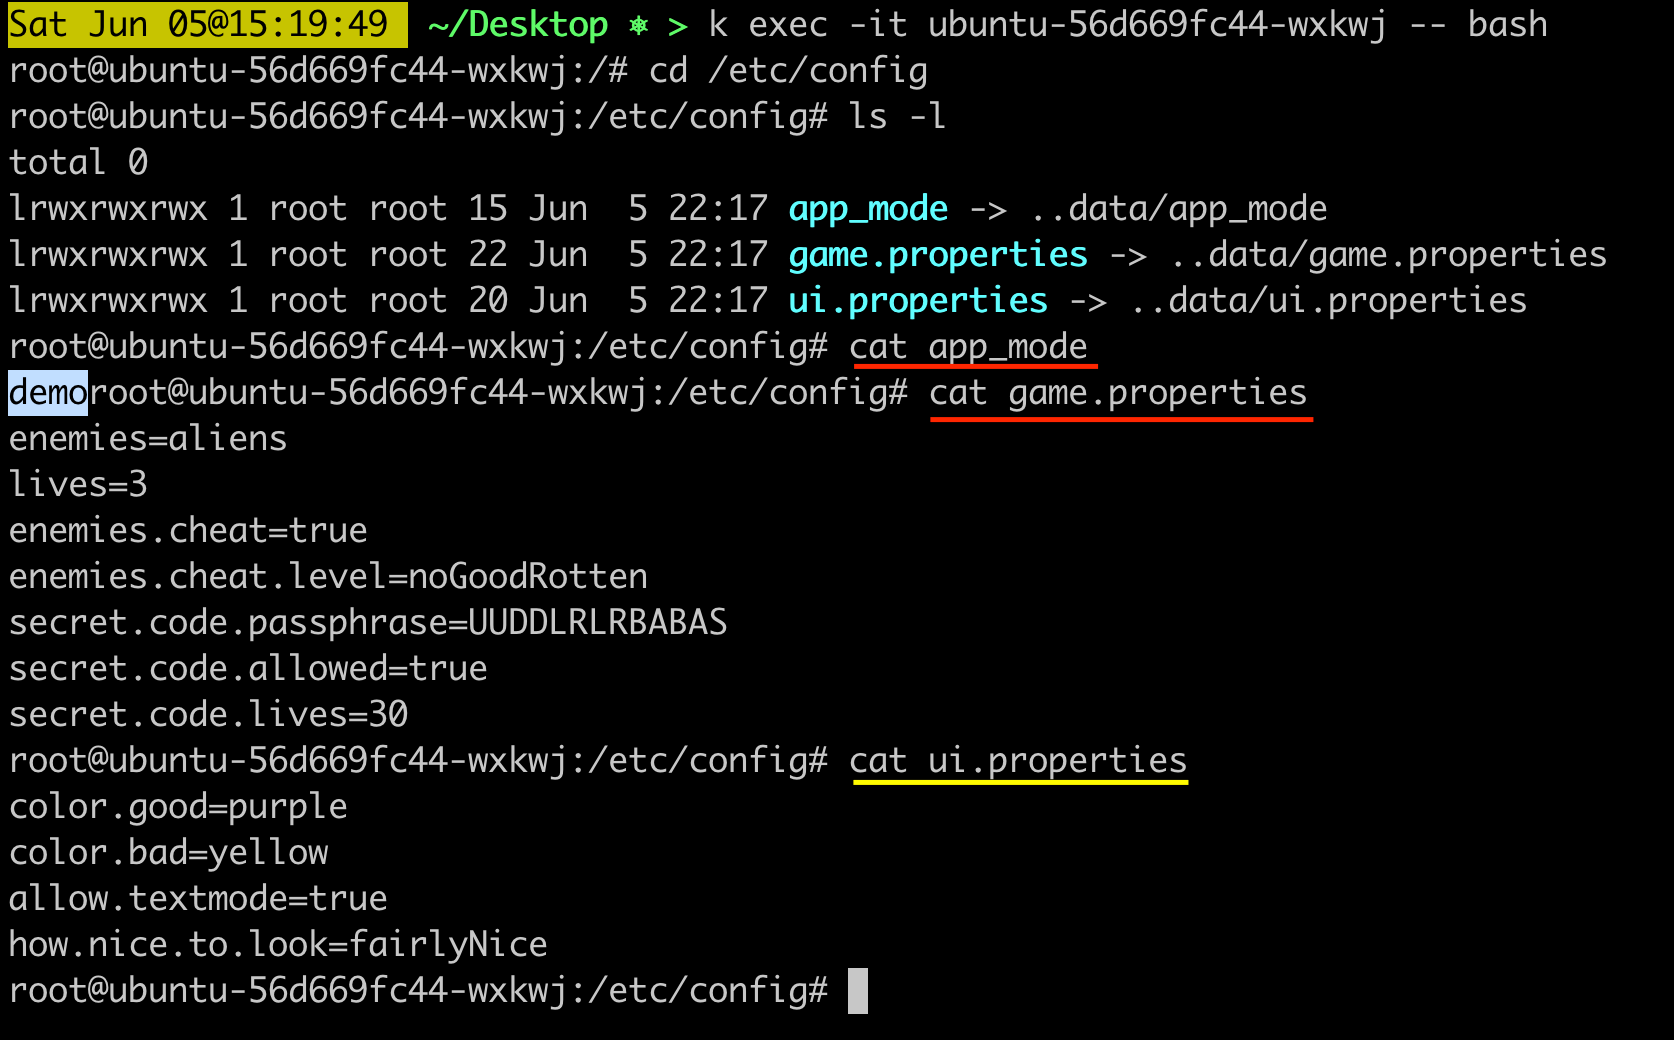 Sat Jun 05@15:19:49 ~/Desktop ⎈ > k exec -it ubuntu-56d669fc44-wxkwj -- bash
root@ubuntu-56d669fc44-wxkwj:/# cd /etc/config
root@ubuntu-56d669fc44-wxkwj:/etc/config# ls -l
total 0
lrwxrwxrwx 1 root root 15 Jun  5 22:17 app_mode -> ..data/app_mode
lrwxrwxrwx 1 root root 22 Jun  5 22:17 game.properties -> ..data/game.properties
lrwxrwxrwx 1 root root 20 Jun  5 22:17 ui.properties -> ..data/ui.properties
root@ubuntu-56d669fc44-wxkwj:/etc/config# cat app_mode
demoroot@ubuntu-56d669fc44-wxkwj:/etc/config# cat game.properties
enemies=aliens
lives=3
enemies.cheat=true
enemies.cheat.level=noGoodRotten
secret.code.passphrase=UUDDLRLRBABAS
secret.code.allowed=true
secret.code.lives=30
root@ubuntu-56d669fc44-wxkwj:/etc/config# cat ui.properties
color.good=purple
color.bad=yellow
allow.textmode=true
how.nice.to.look=fairlyNice
root@ubuntu-56d669fc44-wxkwj:/etc/config#